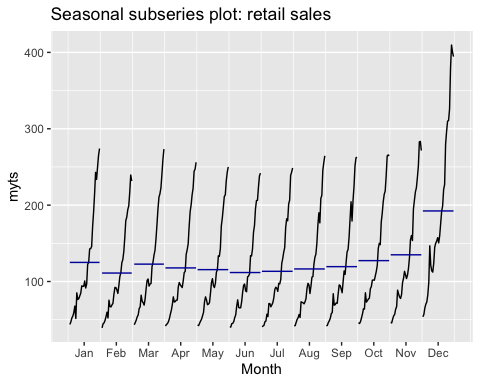 Seasonal subseries plot: retail sales
400
300
200
100
myts
Jan Feb Mar Apr May Jun Jul Aug Sep Oct Nov Dec
Month